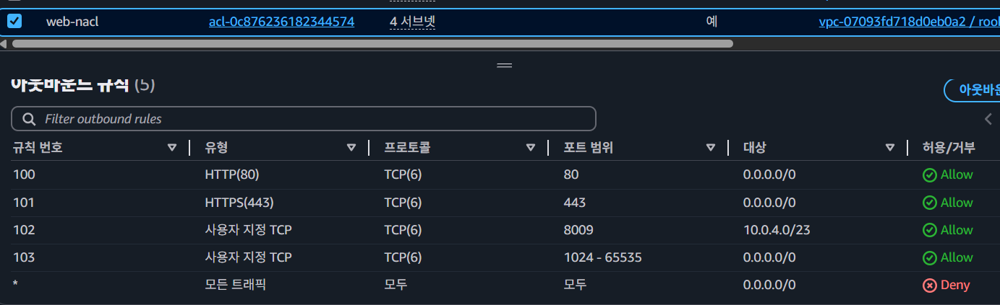 web-nacl acl-0c876236182344574 4 서브넷 예 vpc-07093fd718d0eb0a2 / rool
아웃바운드 규칙 (5) 아웃바운
Filter outbound rules
규칙 번호 유형 프로토콜 포트 범위 대상 허용/거부
100 HTTP(80) TCP(6) 80 0.0.0.0/0 Allow
101 HTTPS(443) TCP(6) 443 0.0.0.0/0 Allow
102 사용자 지정 TCP TCP(6) 8009 10.0.4.0/23 Allow
103 사용자 지정 TCP TCP(6) 1024 - 65535 0.0.0.0/0 Allow
* 모든 트래픽 모두 모두 0.0.0.0/0 Deny